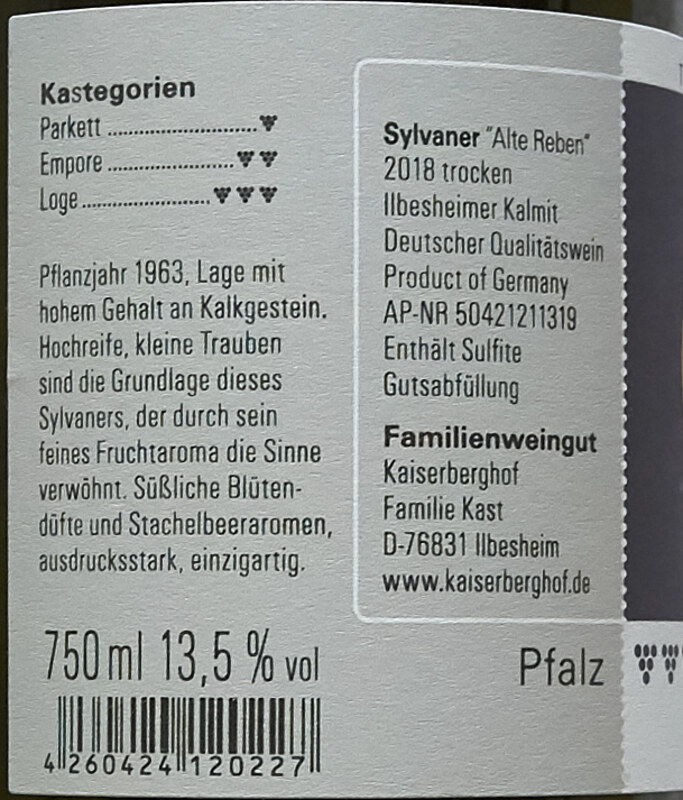 Kastegorien
Parkett
Empore
Loge
Pflanzjahr 1963, Lage mit
hohem Gehalt an Kalkgestein.
Hochreife, kleine Trauben
sind die Grundlage dieses
Sylvaners, der durch sein
feines Fruchtaroma die Sinne
verwöhnt. Süßliche Blüten-
düfte und Stachelbeeraromen,
ausdrucksstark, einzigartig.
750 ml 13,5 % vol
4 260424 120227
Sylvaner "Alte Reben"
2018 trocken
Ilbesheimer Kalmit
Deutscher Qualitätswein
Product of Germany
AP-NR 50421211319
Enthält Sulfite
Gutsabfüllung
Familienweingut
Kaiserberghof
Familie Kast
D-76831 Ilbesheim
www.kaiserberghof.de
Pfalz